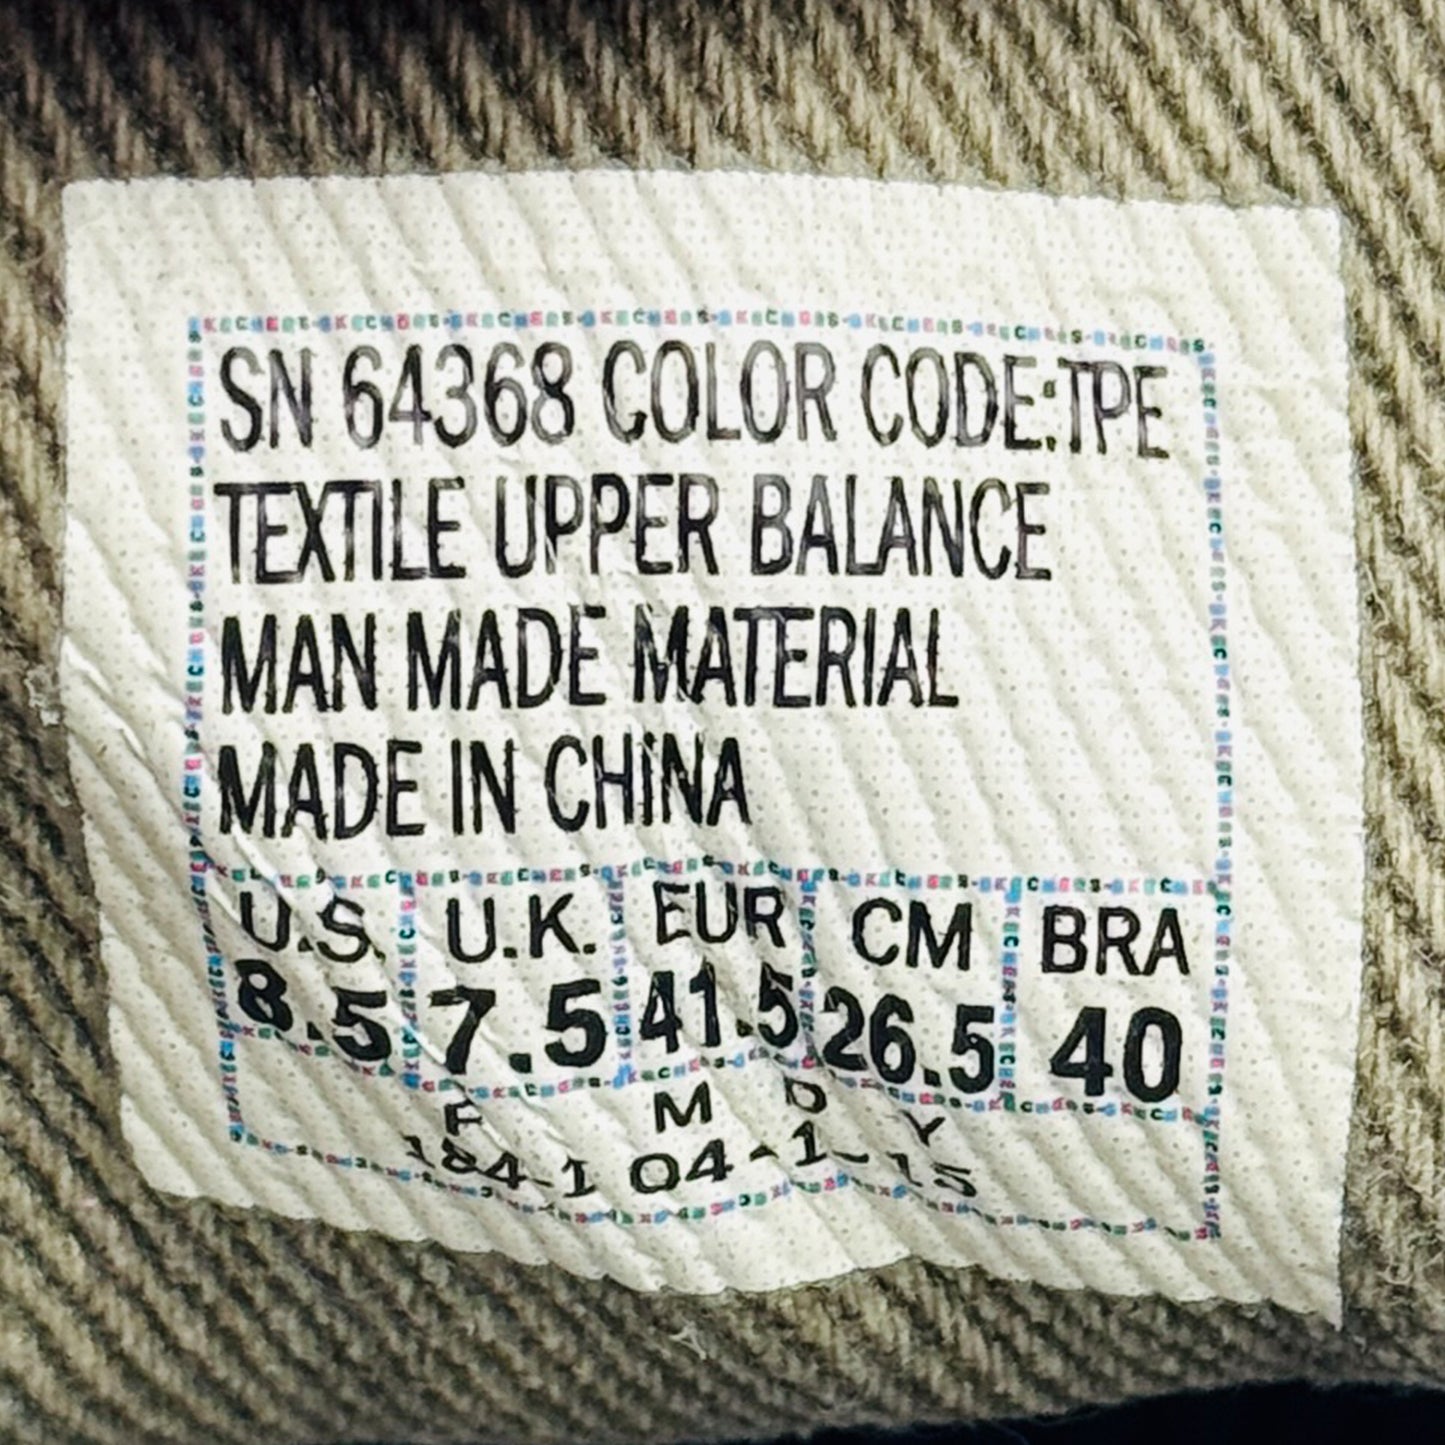 SN 64368 COLOR CODE:TPE
TEXTILE UPPER BALANCE
MAN MADE MATERIAL
MADE IN CHINA
U.S. U.K. EUR CM BRA
8.5 7.5 41.5 26.5 40
F M D Y
184-1 04-1-15